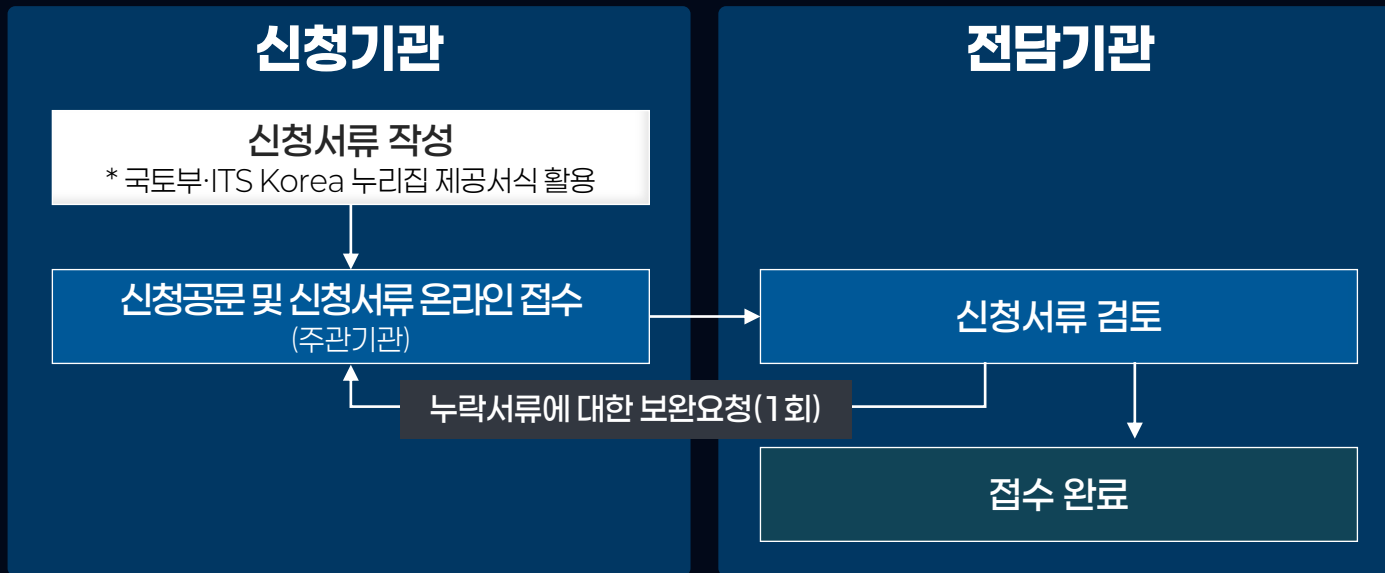 신청기관
신청서류 작성
* 국토부·ITS Korea 누리집 제공서식 활용
신청공문 및 신청서류 온라인 접수
(주관기관)
전담기관
신청서류 검토
누락서류에 대한 보완요청(1회)
접수 완료